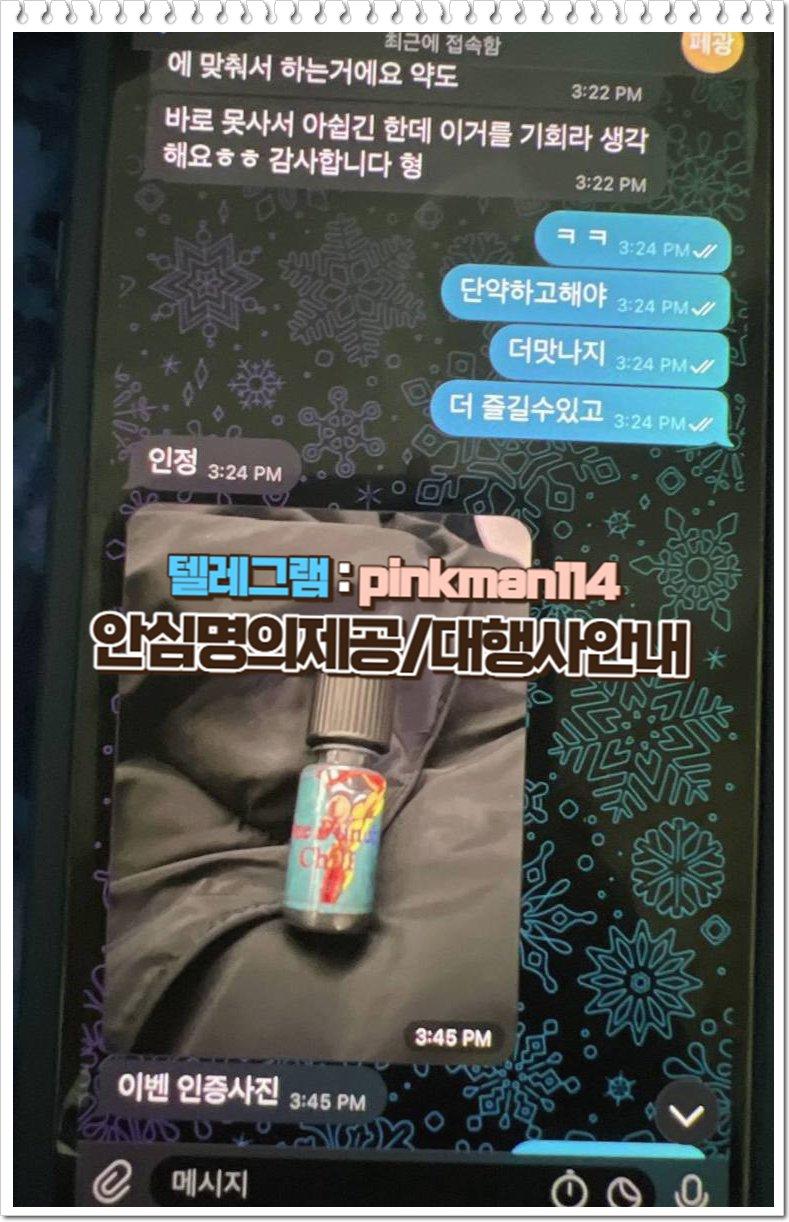 최근에 접속함
폐광
에 맞춰서 하는거에요 약도
3:22 PM
바로 못사서 아쉽긴 한데 이거를 기회라 생각
해요ㅎㅎ 감사합니다 형
3:22 PM
ㅋ ㅋ 3:24 PM
단약하고해야 3:24 PM
더맛나지 3:24 PM
더 즐길수있고 3:24 PM
인정 3:24 PM
텔레그램 : pinkman114
안심명의제공/대행사안내
3:45 PM
이벤 인증사진 3:45 PM
메시지